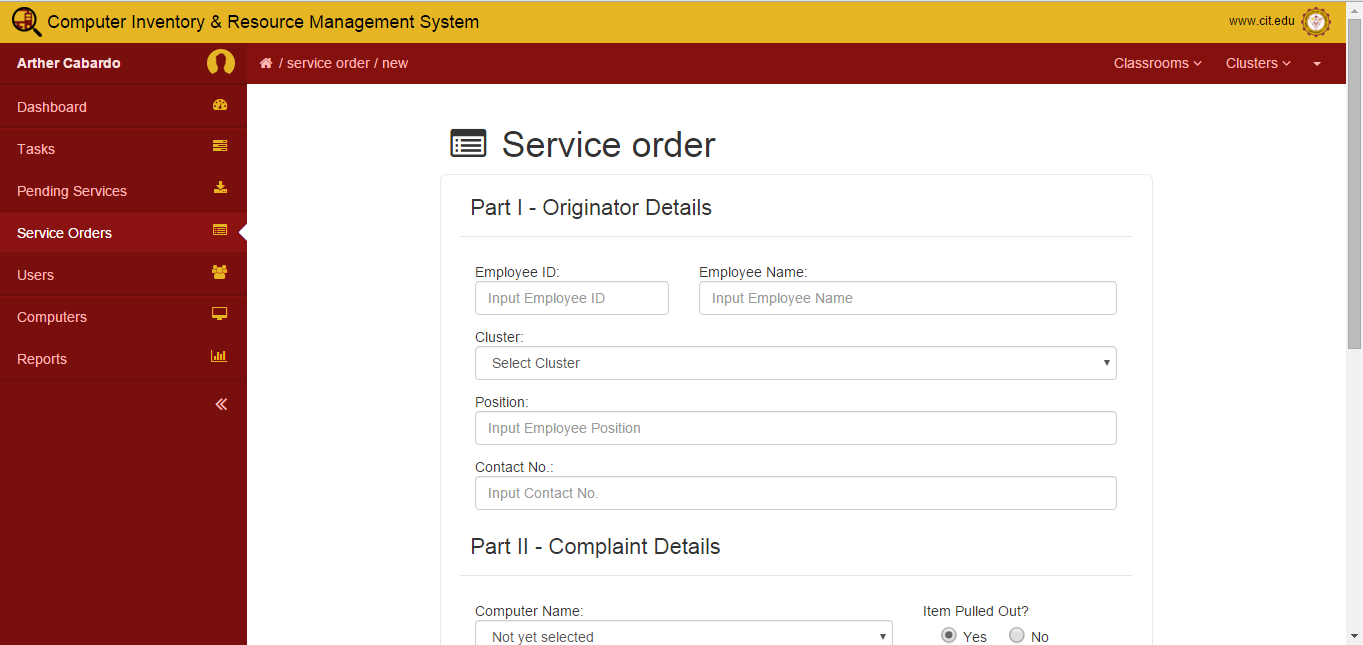 Computer Inventory & Resource Management System
www.cit.edu
Arther Cabardo
/ service order / new
Classrooms
Clusters
Dashboard
Tasks
Pending Services
Service Orders
Users
Computers
Reports
Service order
Part I - Originator Details
Employee ID:
Employee Name:
Input Employee ID
Input Employee Name
Cluster:
Select Cluster
Position:
Input Employee Position
Contact No.:
Input Contact No.
Part II - Complaint Details
Computer Name:
Item Pulled Out?
Not yet selected
Yes
No